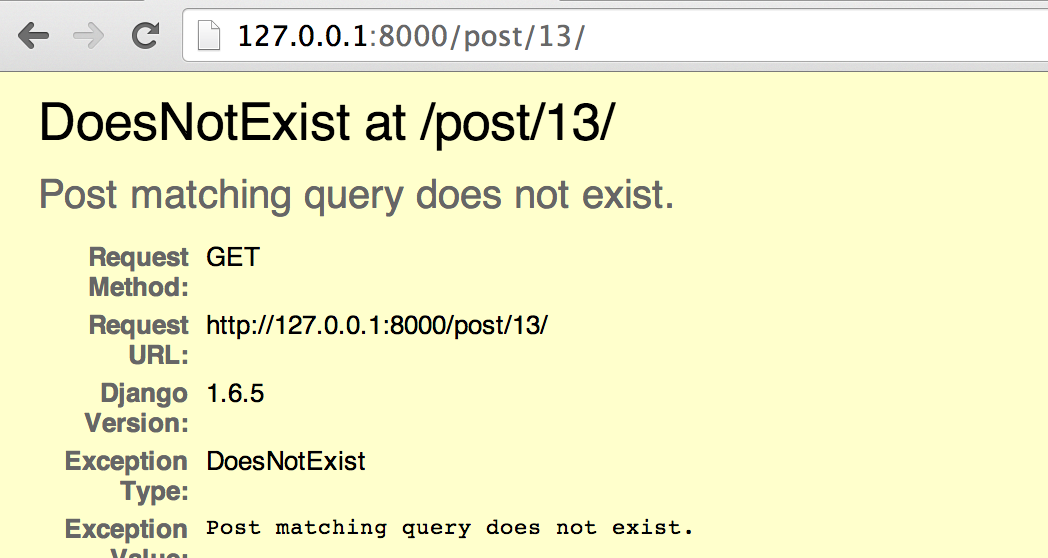 127.0.0.1:8000/post/13/
DoesNotExist at /post/13/
Post matching query does not exist.
Request GET
Method:
Request http://127.0.0.1:8000/post/13/
URL:
Django 1.6.5
Version:
Exception DoesNotExist
Type:
Exception Post matching query does not exist.
Value: